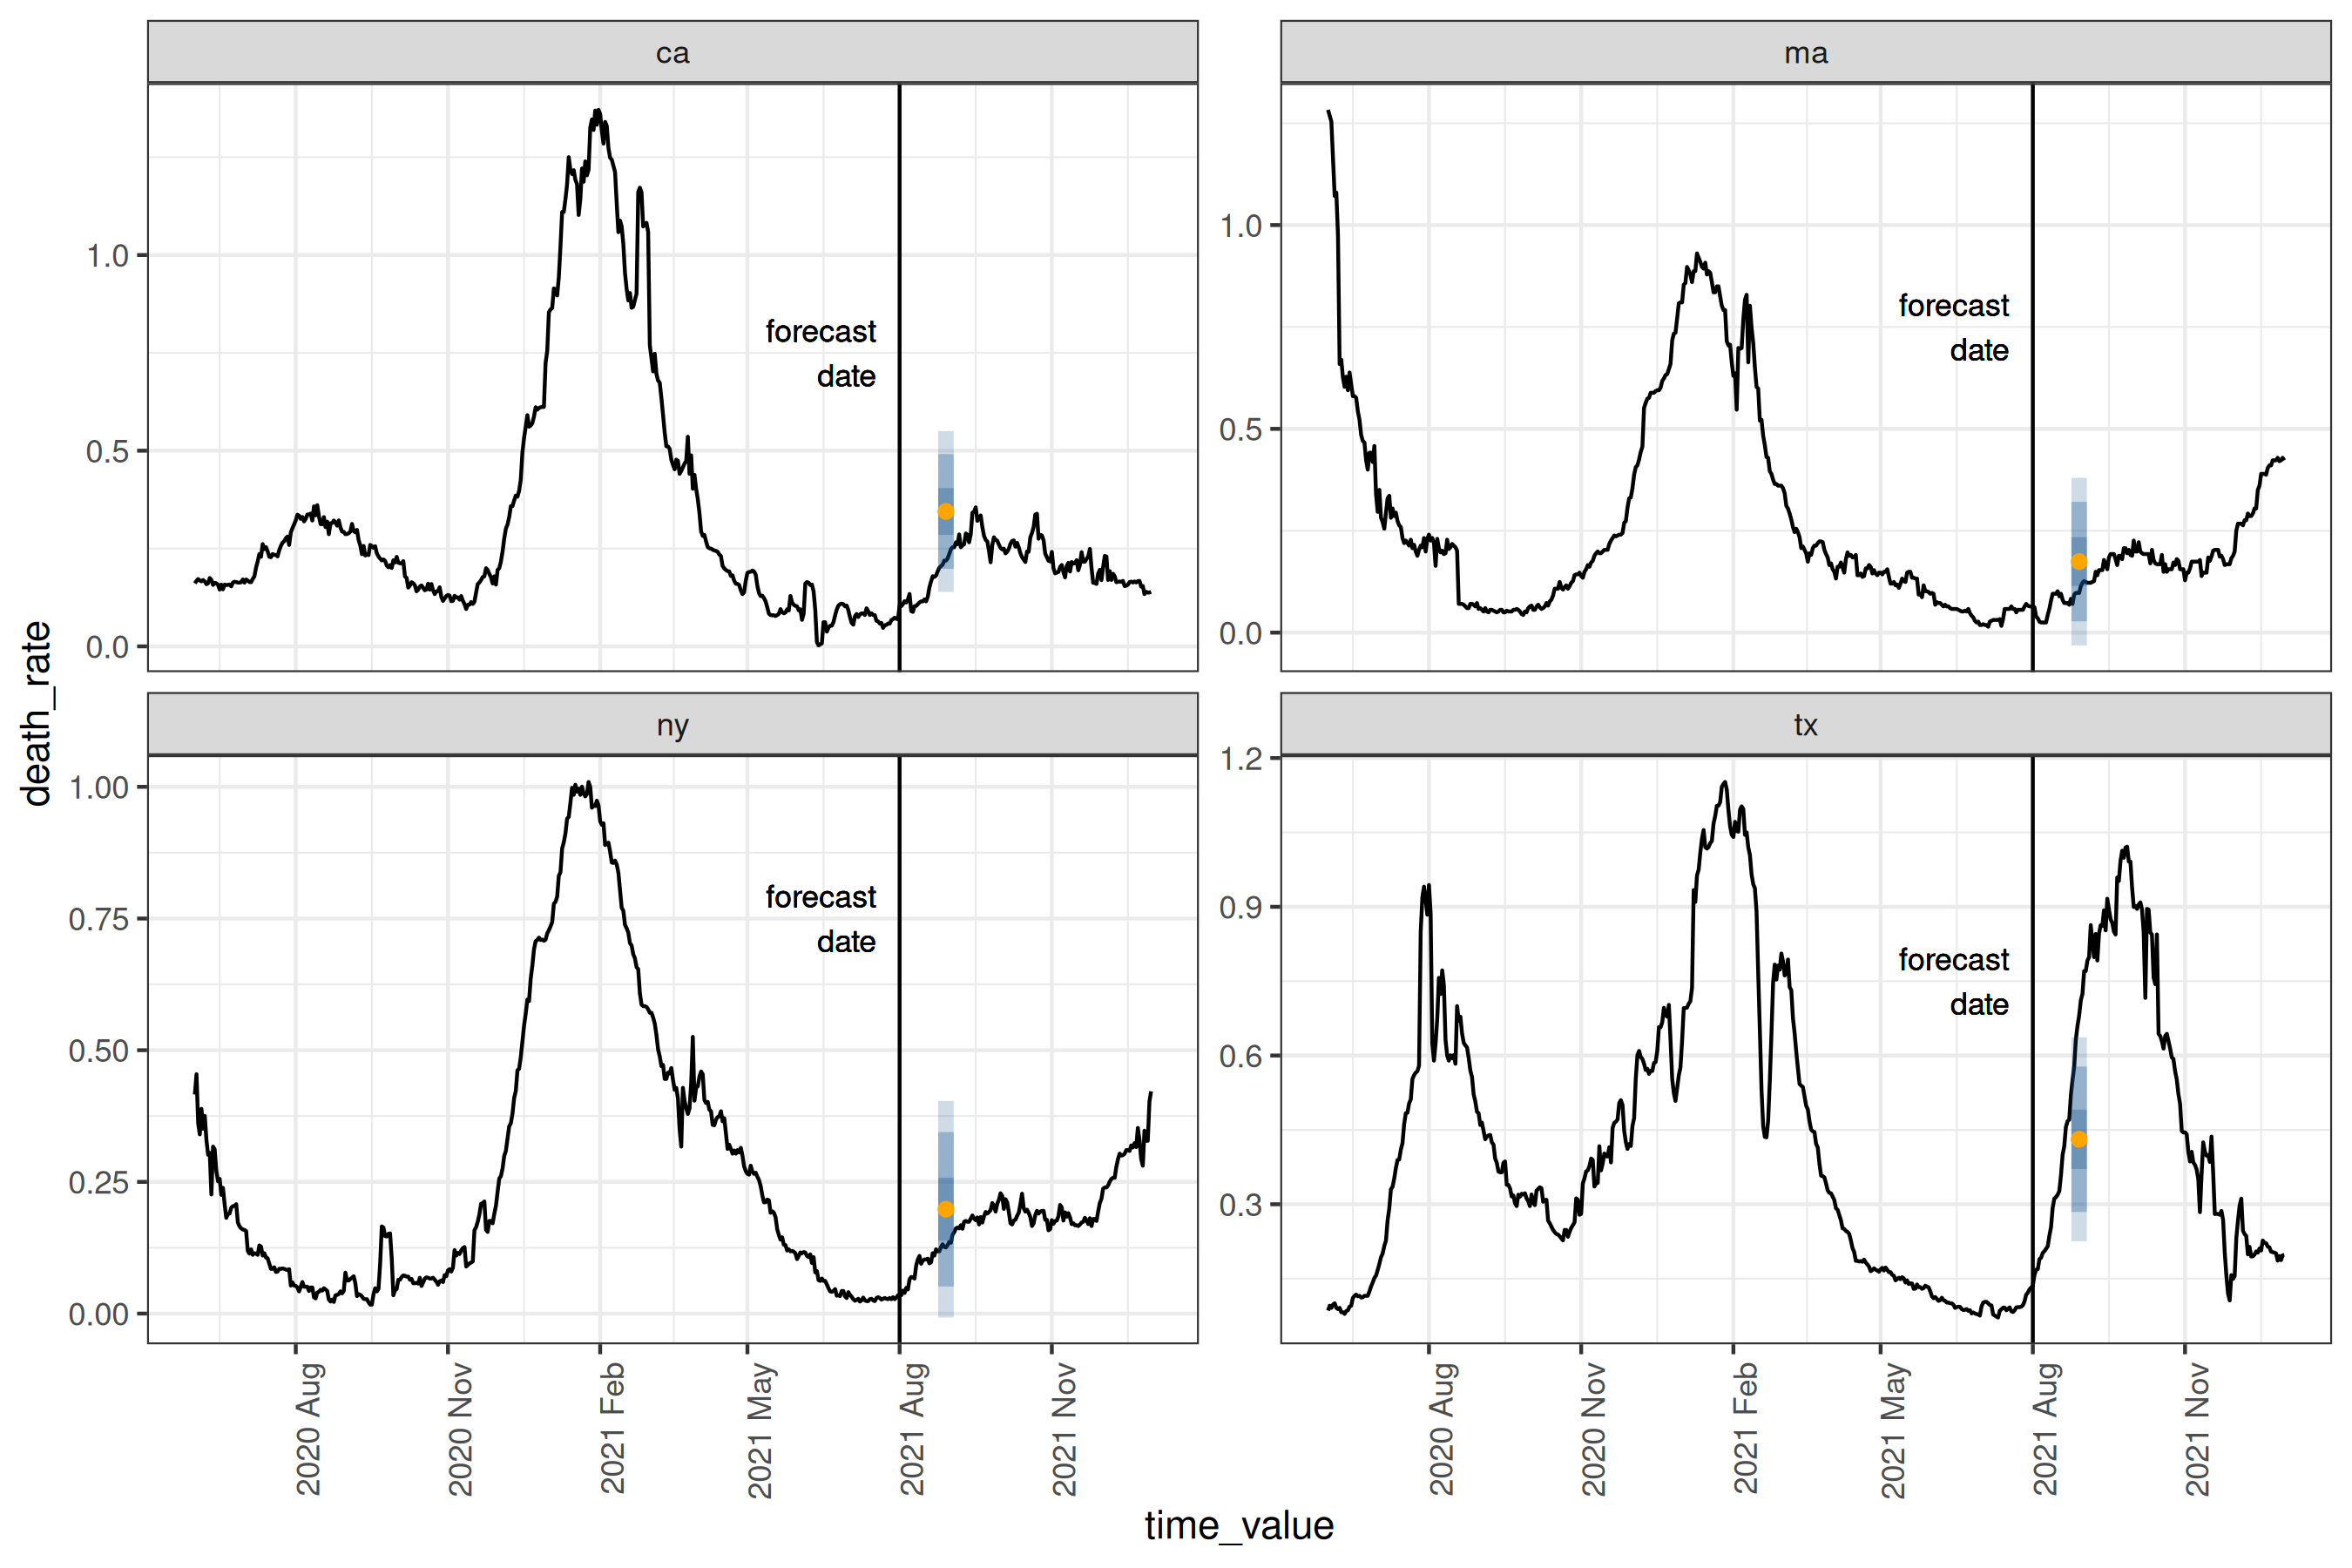 ca
ma
1.0
0.5
0.0
forecast
date
1.0
0.5
0.0
forecast
date
death_rate
ny
tx
1.00
0.75
0.50
0.25
0.00
forecast
date
1.2
0.9
0.6
0.3
forecast
date
2020 Aug
2020 Nov
2021 Feb
2021 May
2021 Aug
2021 Nov
2020 Aug
2020 Nov
2021 Feb
2021 May
2021 Aug
2021 Nov
time_value